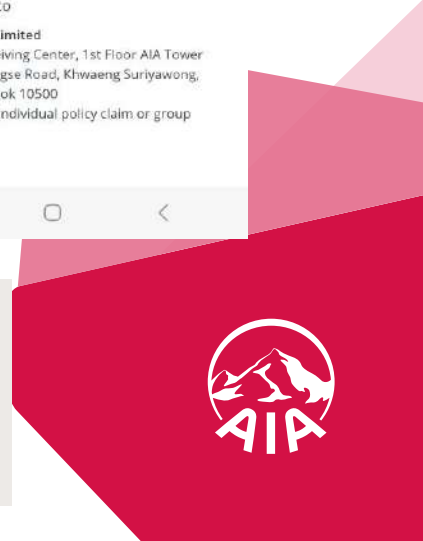 to
imited
eiving Center, 1st Floor AIA Tower
gse Road, Khwaeng Suriyawong,
ok 10500
ndividual policy claim or group
AIA